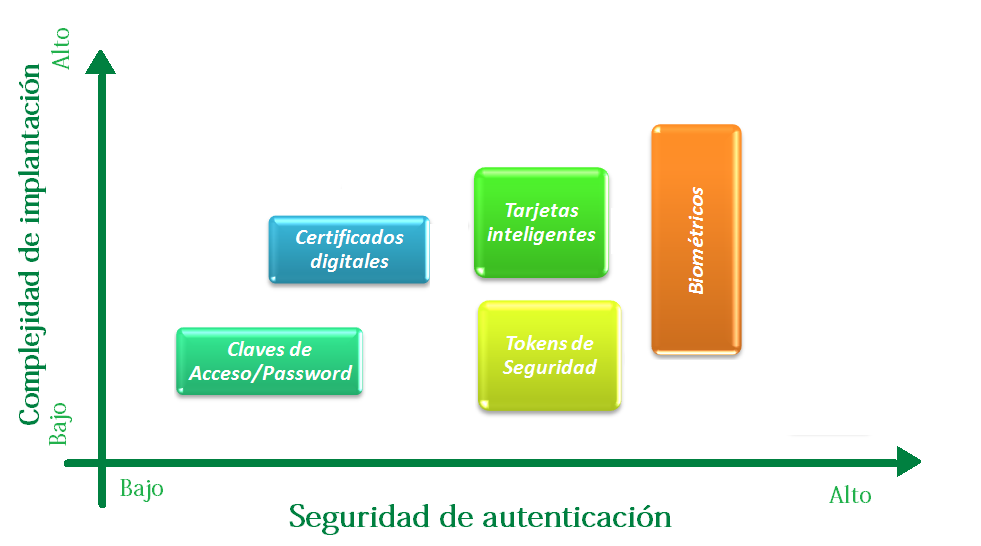 Alto
Complejidad de implantación
Bajo
Certificados
digitales
Tarjetas
inteligentes
Biométricos
Claves de
Acceso/Password
Tokens de
Seguridad
Bajo
Alto
Seguridad de autenticación